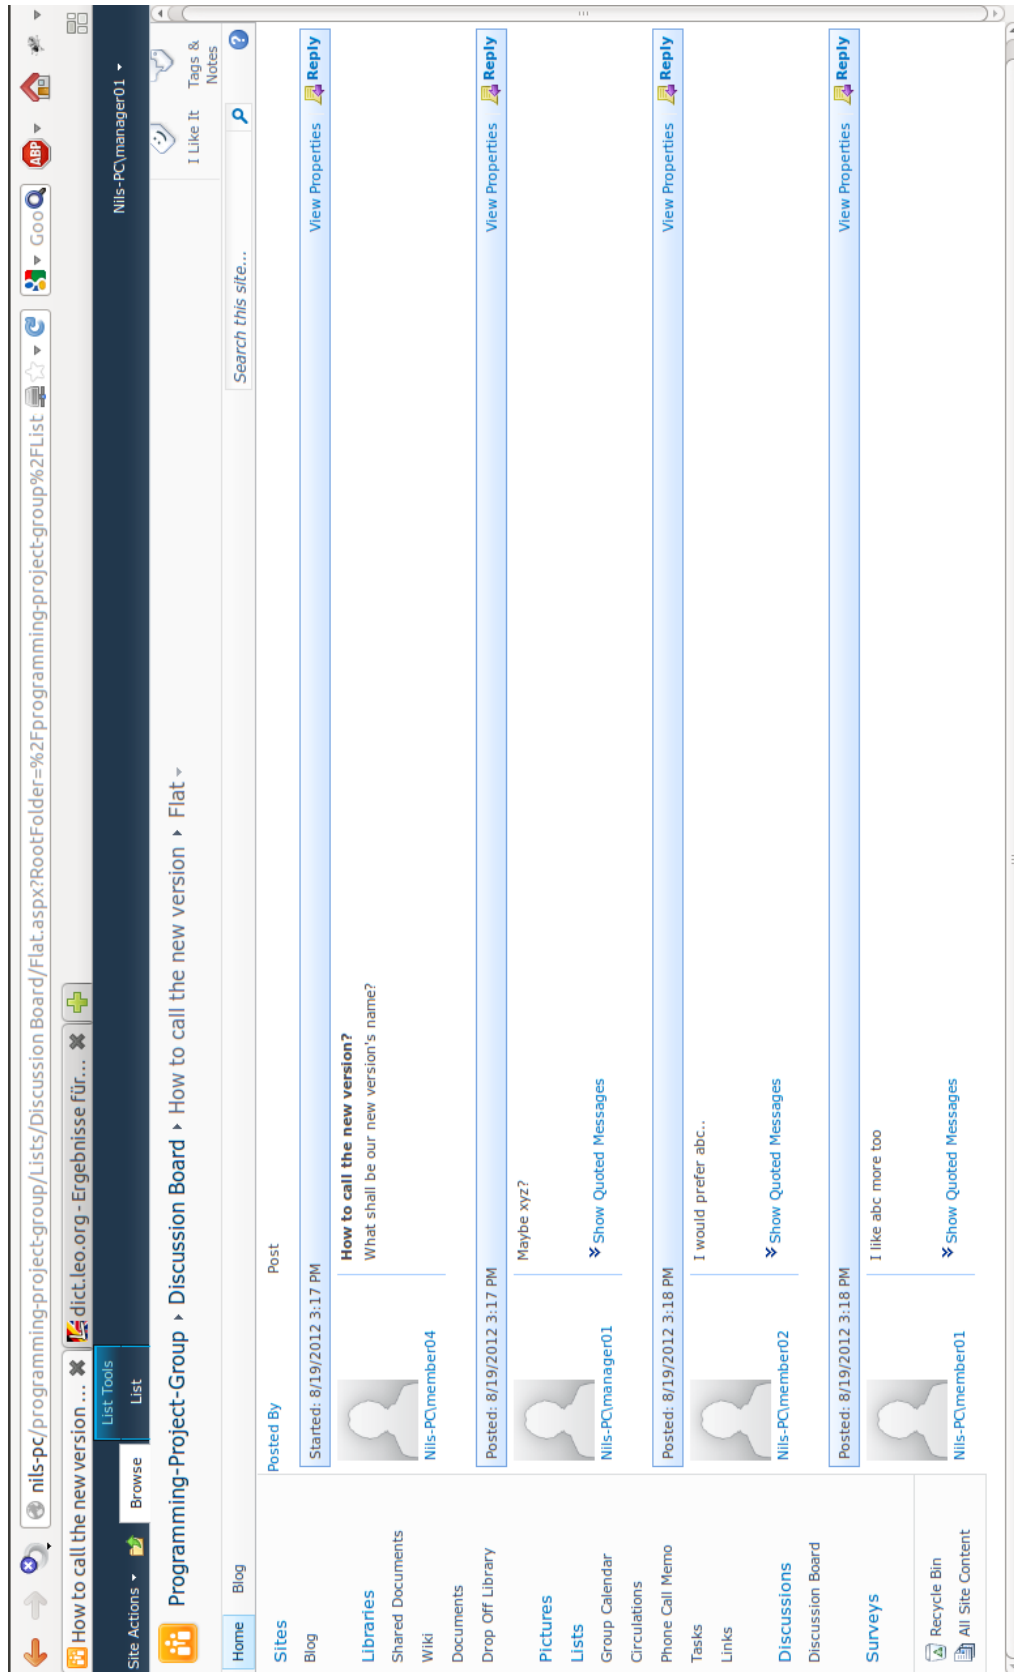 nils-pc/programming-project-group/Lists/Discussion Board/Flat.aspx?RootFolder=%2Fprogramming-project-group%2FList
Goo
ABP
How to call the new version ...
dict.leo.org - Ergebnisse für...
Site Actions
Browse
List Tools
List
Nils-PC\manager01
Programming-Project-Group ▸ Discussion Board ▸ How to call the new version ▸ Flat
I Like It
Tags &
Notes
Home
Blog
Search this site...
Sites
Blog
Libraries
Shared Documents
Wiki
Documents
Drop Off Library
Pictures
Lists
Group Calendar
Circulations
Phone Call Memo
Tasks
Links
Discussions
Discussion Board
Surveys
Recycle Bin
All Site Content
Posted By
Post
Started: 8/19/2012 3:17 PM
View Properties
Reply
Nils-PC\member04
How to call the new version?
What shall be our new version's name?
Posted: 8/19/2012 3:17 PM
View Properties
Reply
Nils-PC\manager01
Maybe xyz?
Show Quoted Messages
Posted: 8/19/2012 3:18 PM
View Properties
Reply
Nils-PC\member02
I would prefer abc..
Show Quoted Messages
Posted: 8/19/2012 3:18 PM
View Properties
Reply
Nils-PC\member01
I like abc more too
Show Quoted Messages